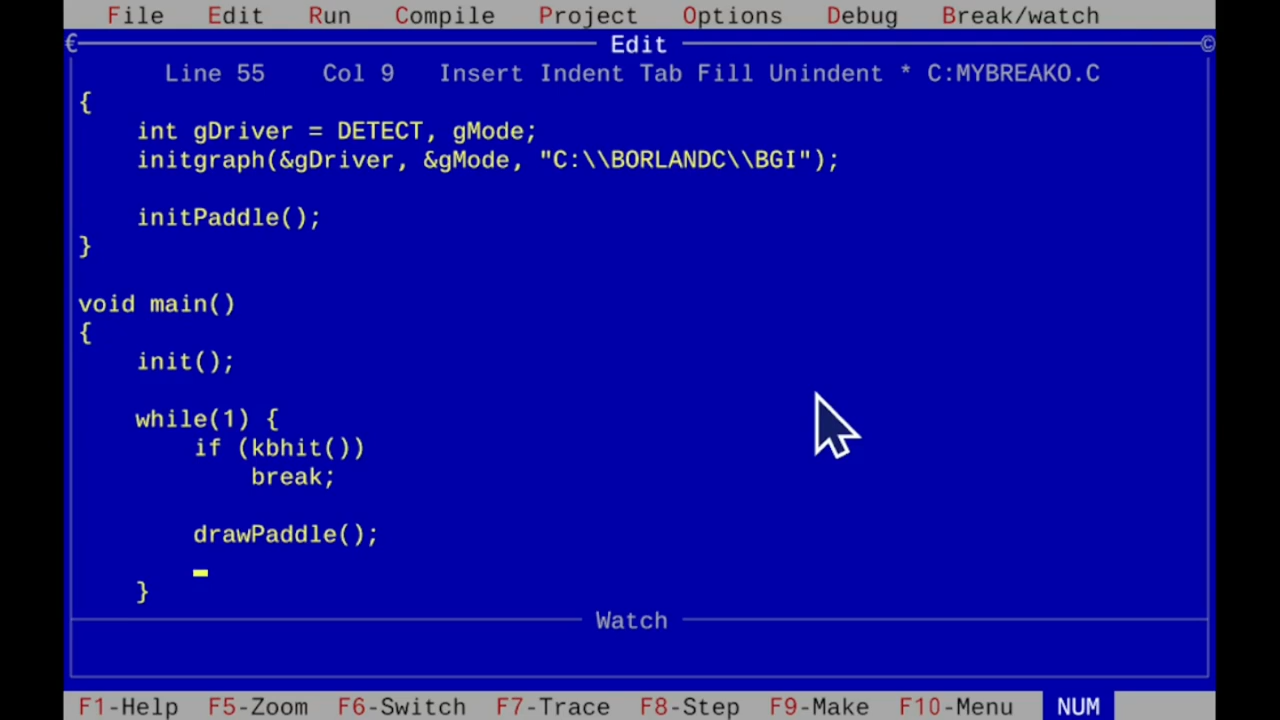 File Edit Run Compile Project Options Debug Break/watch
Edit
Line 55 Col 9 Insert Indent Tab Fill Unindent * C:MYBREAKO.C
{
    int gDriver = DETECT, gMode;
    initgraph(&gDriver, &gMode, "C:\\BORLANDC\\BGI");
    initPaddle();
}
void main()
{
    init();
    while(1) {
        if (kbhit())
            break;
        drawPaddle();
    }
Watch
F1-Help F5-Zoom F6-Switch F7-Trace F8-Step F9-Make F10-Menu NUM